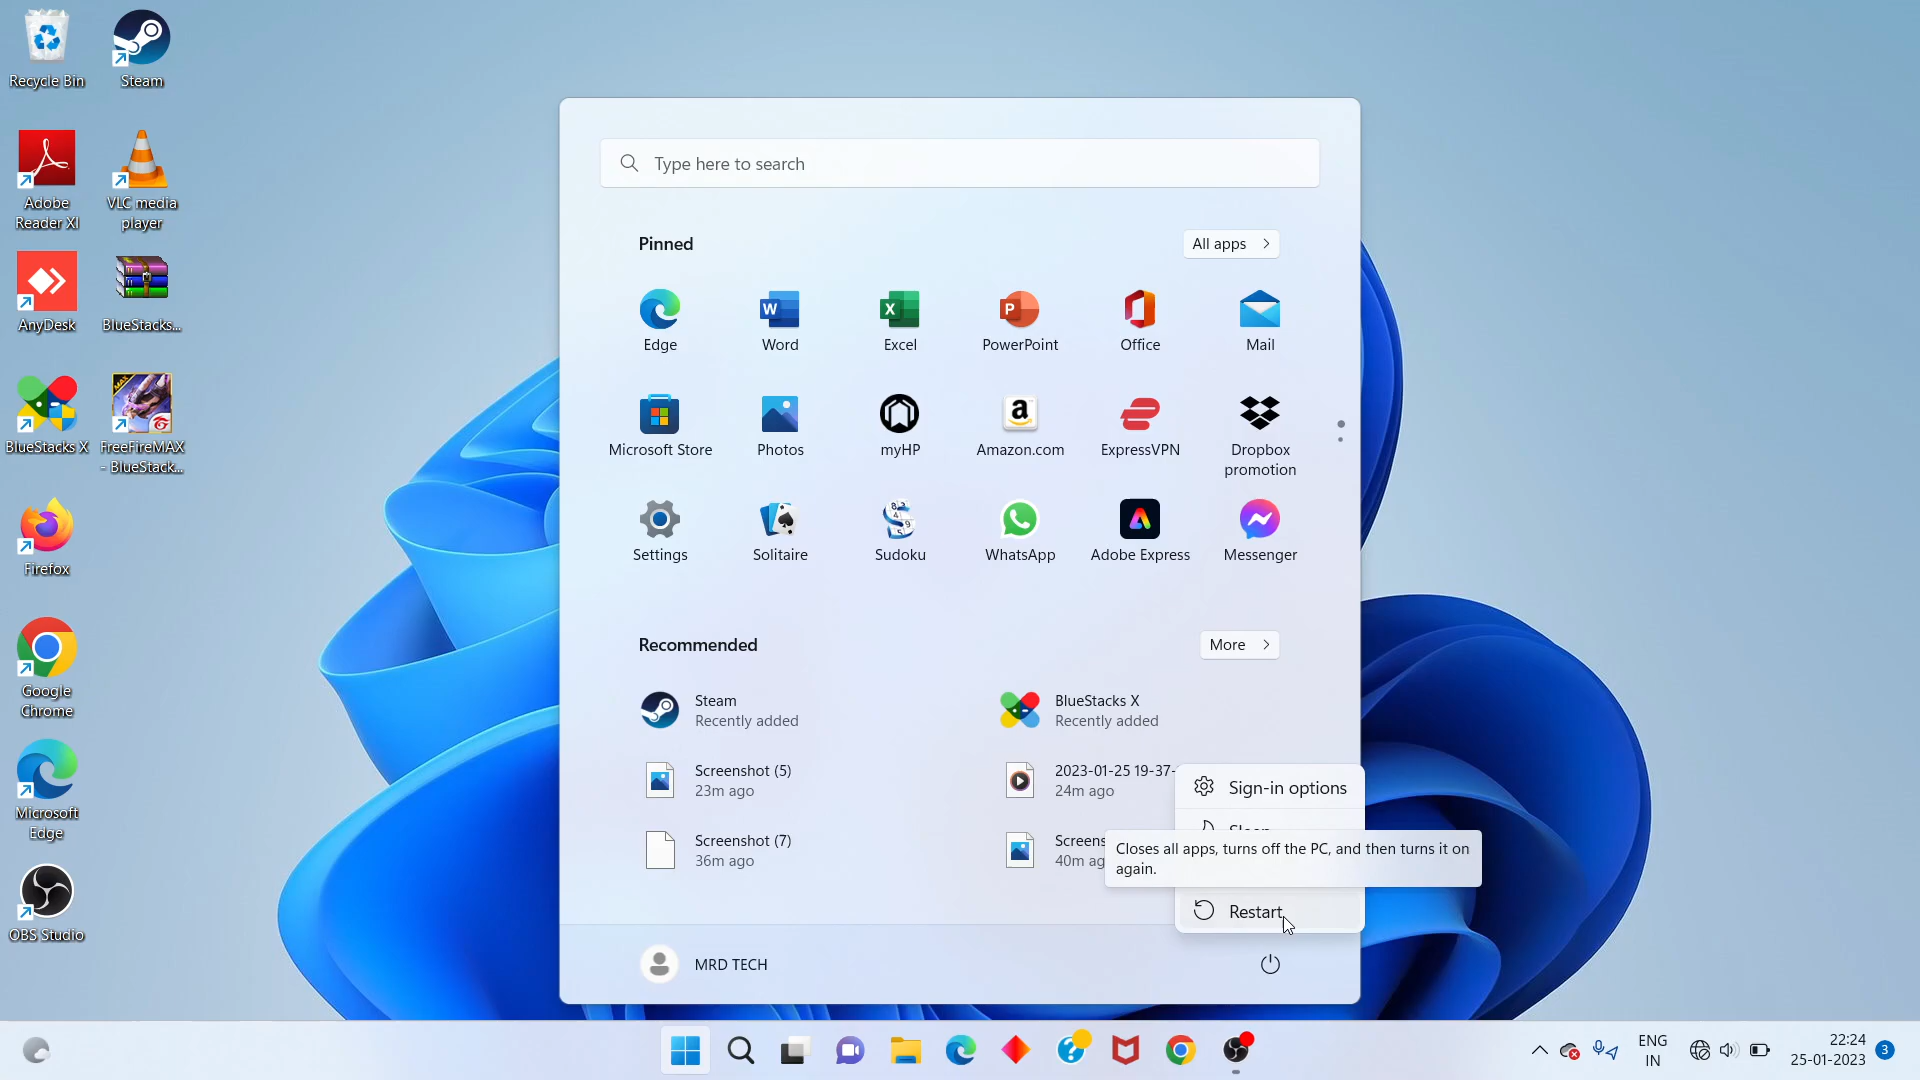 Recycle Bin
Steam
Adobe
Reader XI
VLC media
player
AnyDesk
BlueStacks...
BlueStacks X
FreeFireMAX
- BlueStack...
Firefox
Google
Chrome
Microsoft
Edge
OBS Studio
Type here to search
Pinned
All apps
Edge
Word
Excel
PowerPoint
Office
Mail
Microsoft Store
Photos
myHP
Amazon.com
ExpressVPN
Dropbox
promotion
Settings
Solitaire
Sudoku
WhatsApp
Adobe Express
Messenger
Recommended
More
Steam
Recently added
BlueStacks X
Recently added
Screenshot (5)
23m ago
2023-01-25 19-37-
24m ago
Screenshot (7)
36m ago
Screens
40m ag
Sign-in options
Sleep
Closes all apps, turns off the PC, and then turns it on
again.
Restart
MRD TECH
ENG
IN
22:24
25-01-2023
3